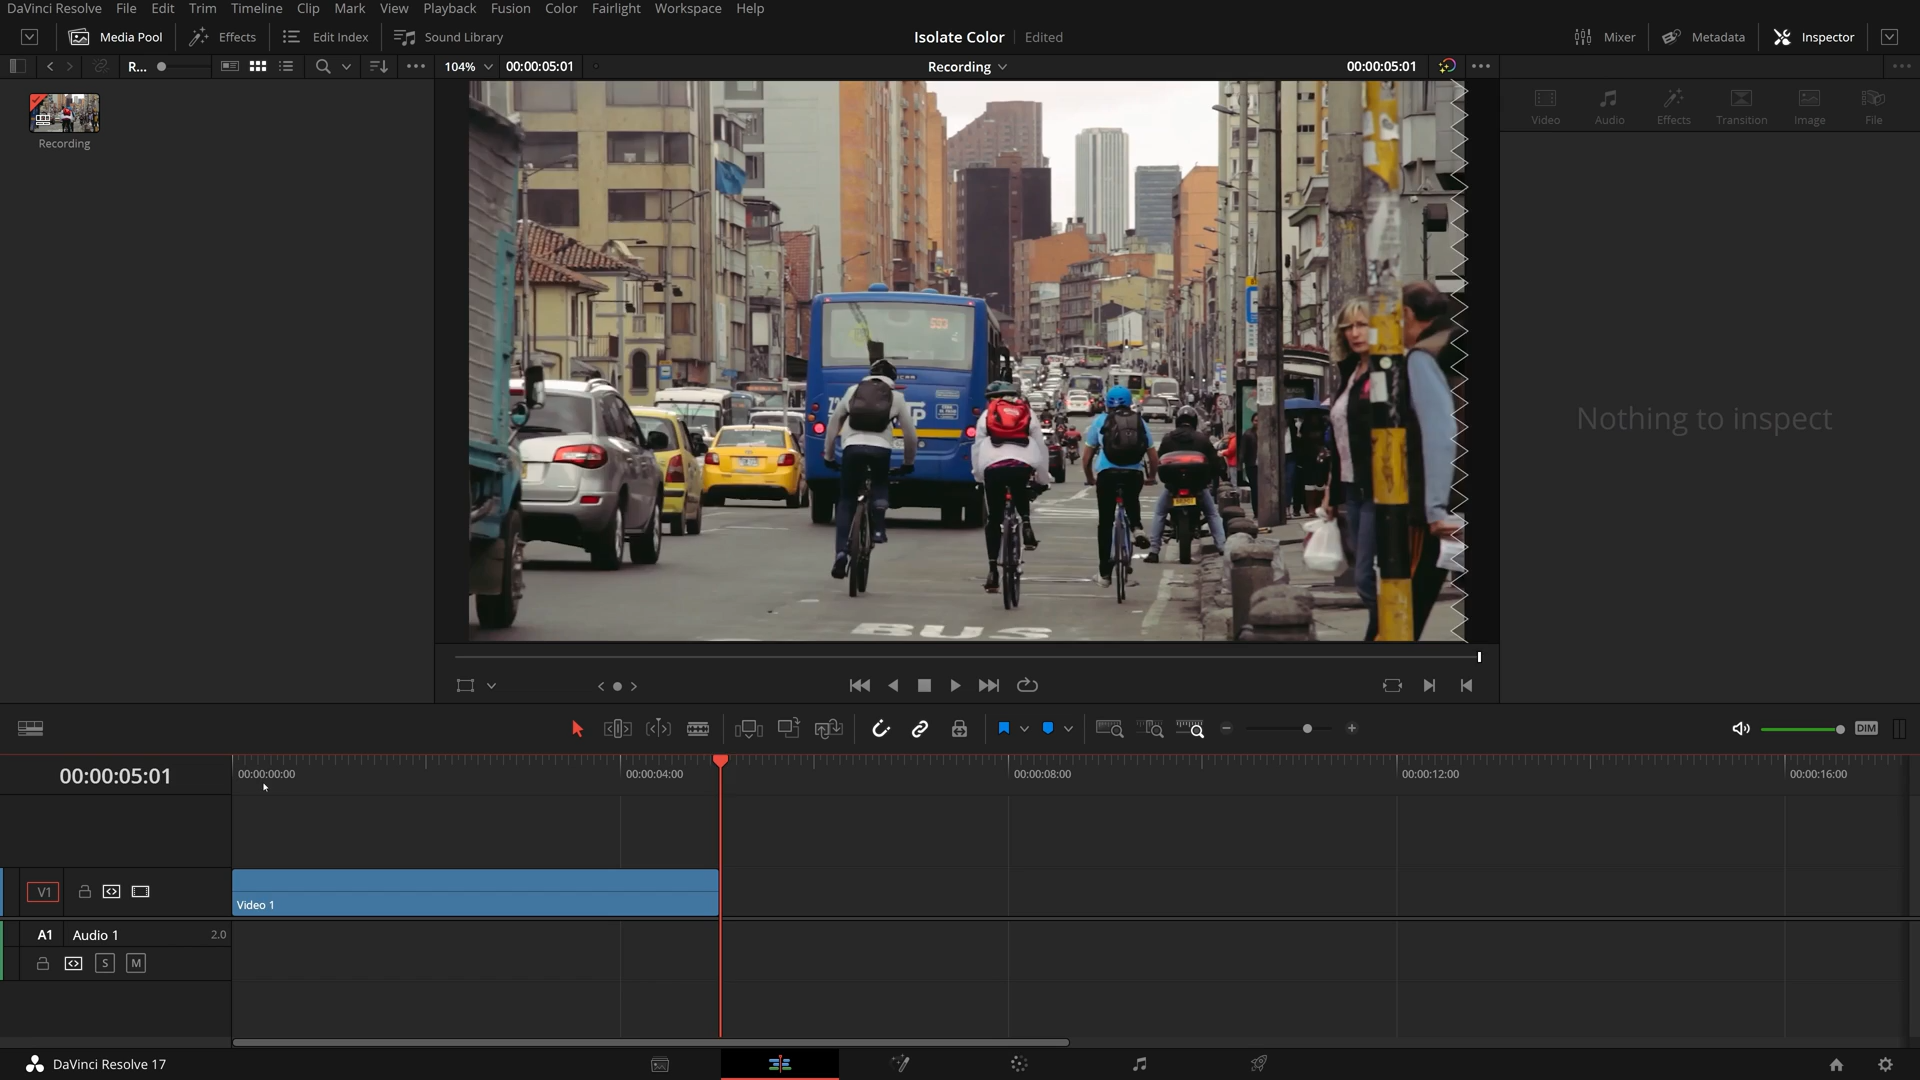 DaVinci Resolve File Edit Trim Timeline Clip Mark View Playback Fusion Color Fairlight Workspace Help
Media Pool Effects Edit Index Sound Library Isolate Color Edited Mixer Metadata Inspector
R... 104% 00:00:05:01 Recording 00:00:05:01
Video Audio Effects Transition Image File
Recording
593
BUS
Nothing to inspect
DIM
00:00:05:01 00:00:00:00 00:00:04:00 00:00:08:00 00:00:12:00 00:00:16:00
V1
Video 1
A1 Audio 1 2.0
S M
DaVinci Resolve 17